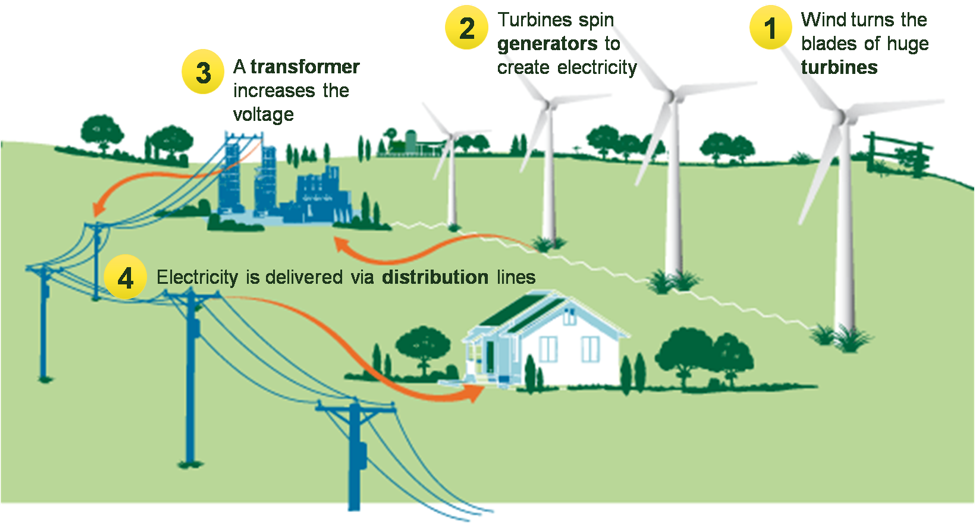 1
Wind turns the
blades of huge
turbines
2
Turbines spin
generators to
create electricity
3
A transformer
increases the
voltage
4
Electricity is delivered via distribution lines